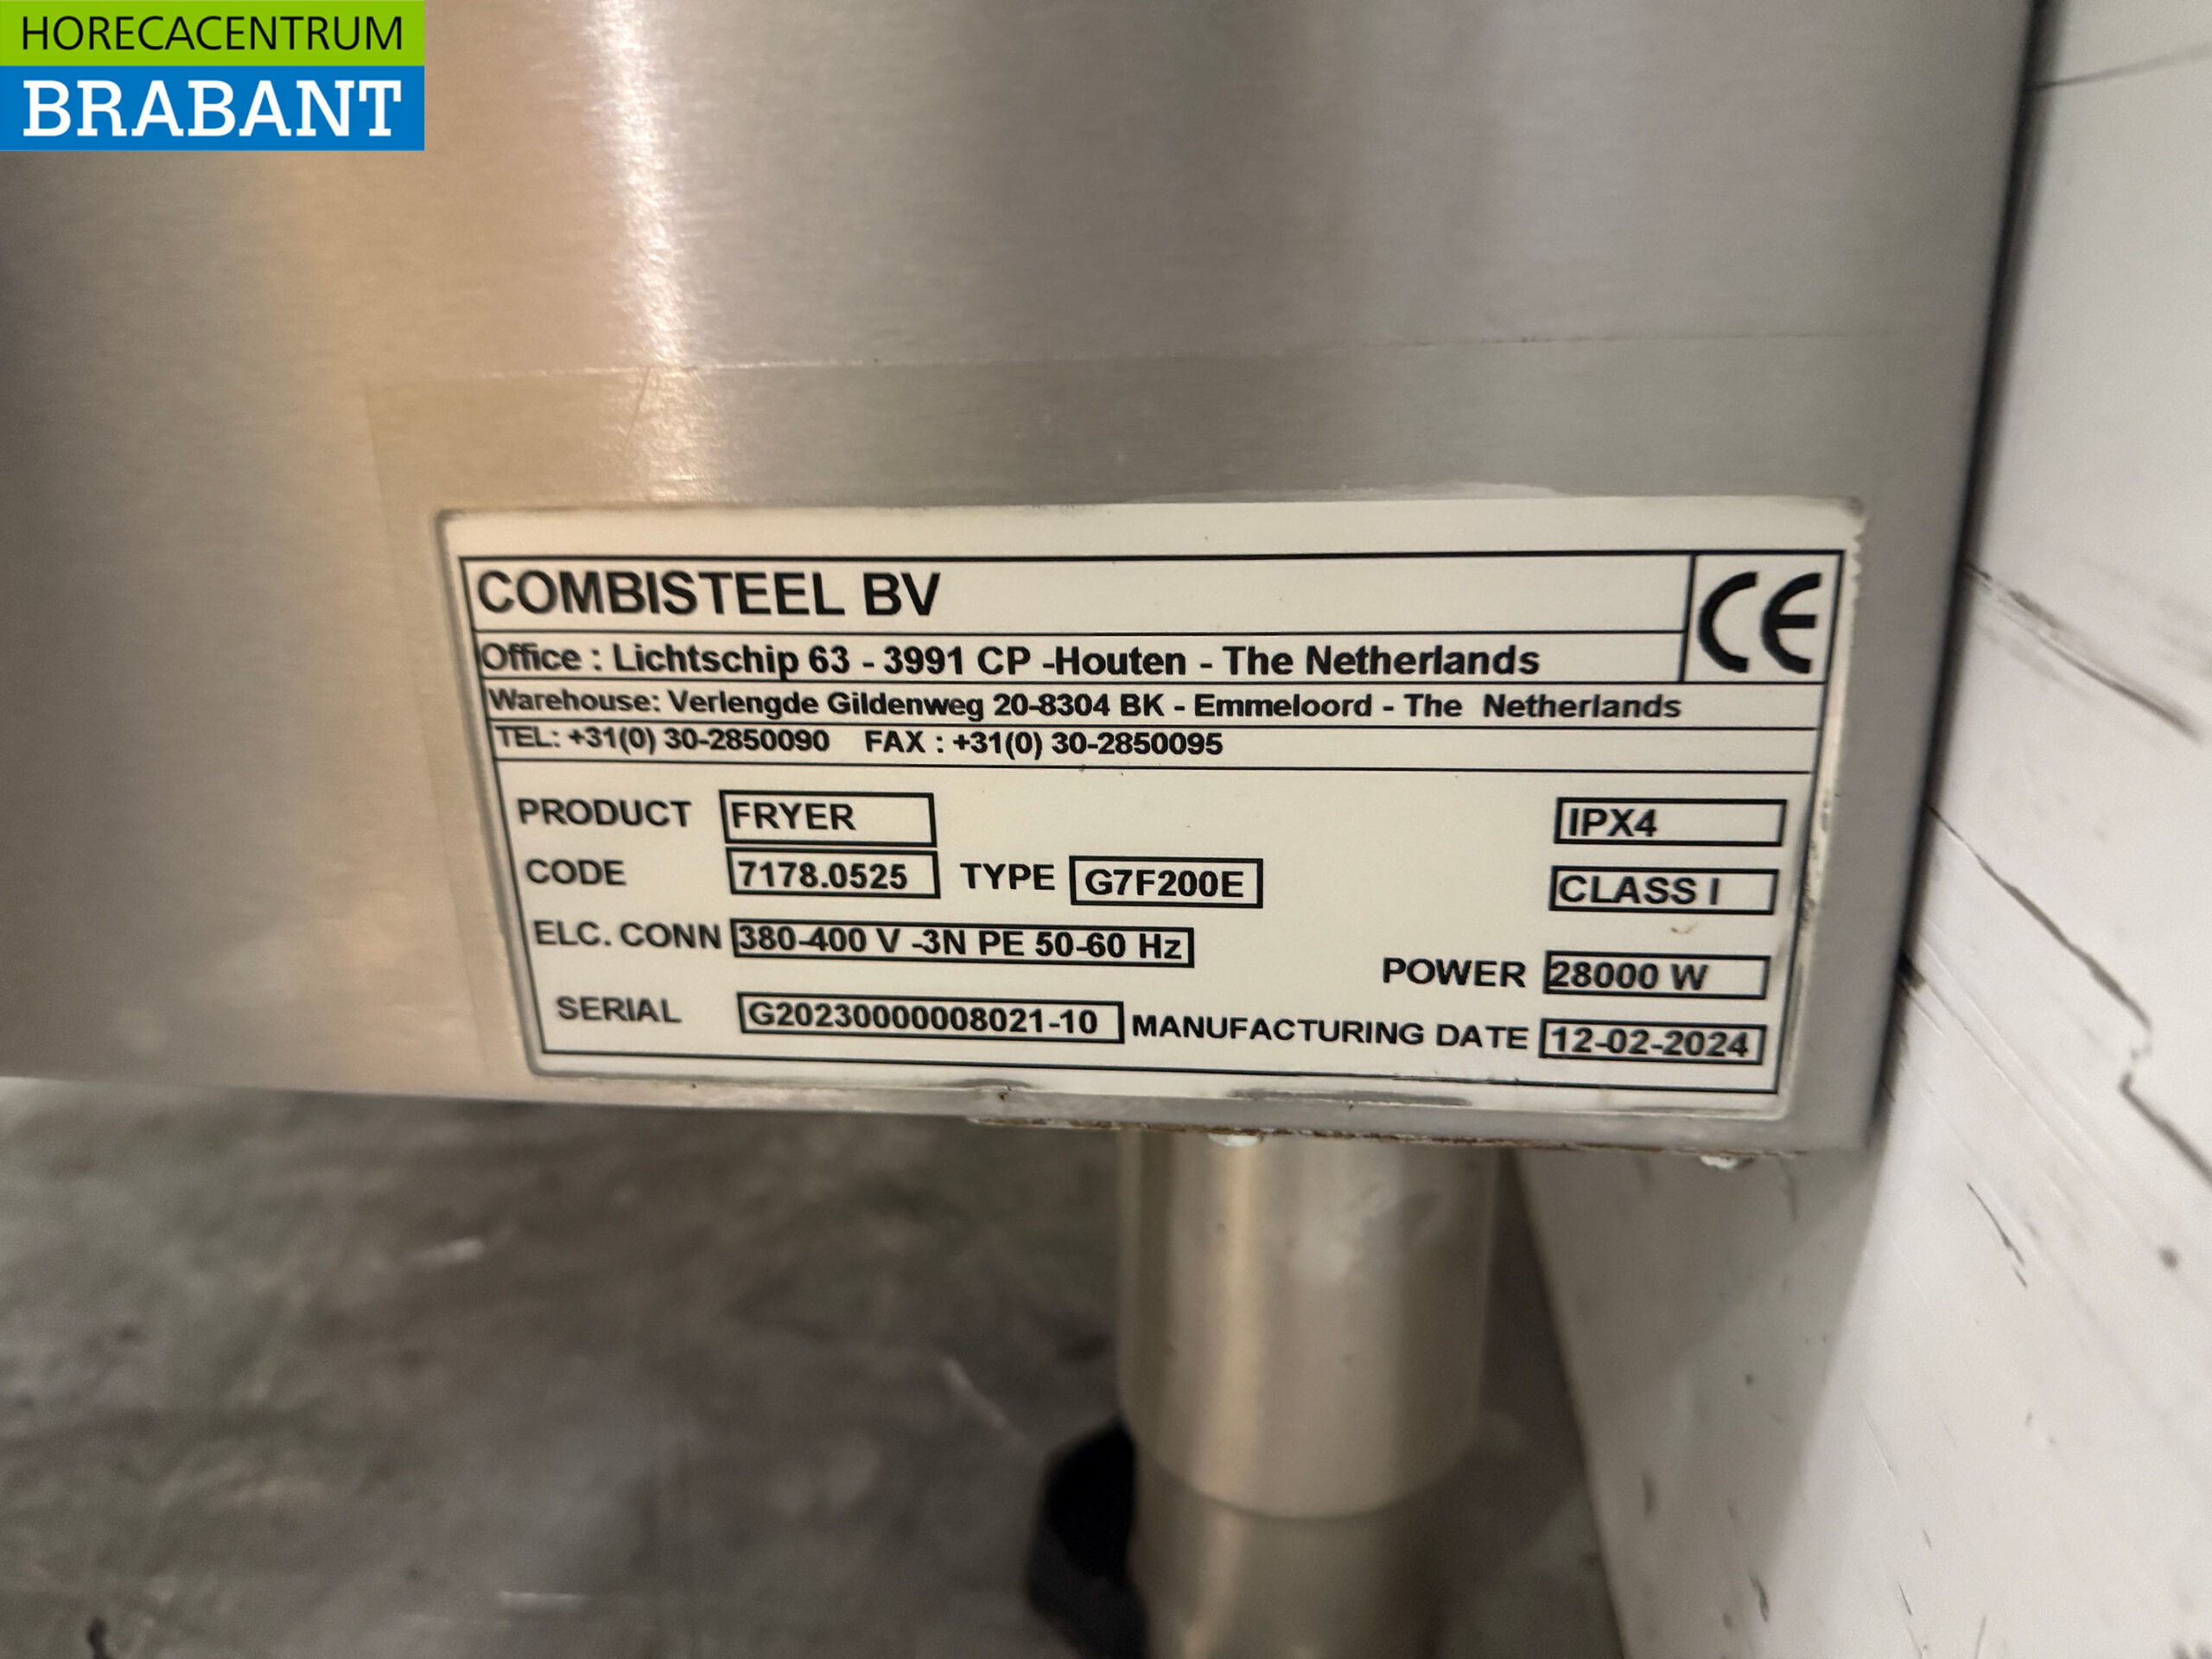 HORECACENTRUM
BRABANT
COMBISTEEL BV
CE
Office : Lichtschip 63 - 3991 CP -Houten - The Netherlands
Warehouse: Verlengde Gildenweg 20-8304 BK - Emmeloord - The Netherlands
TEL: +31(0) 30-2850090 FAX : +31(0) 30-2850095
PRODUCT FRYER IPX4
CODE 7178.0525 TYPE G7F200E CLASS I
ELC. CONN 380-400 V -3N PE 50-60 Hz
POWER 28000 W
SERIAL G20230000008021-10 MANUFACTURING DATE 12-02-2024